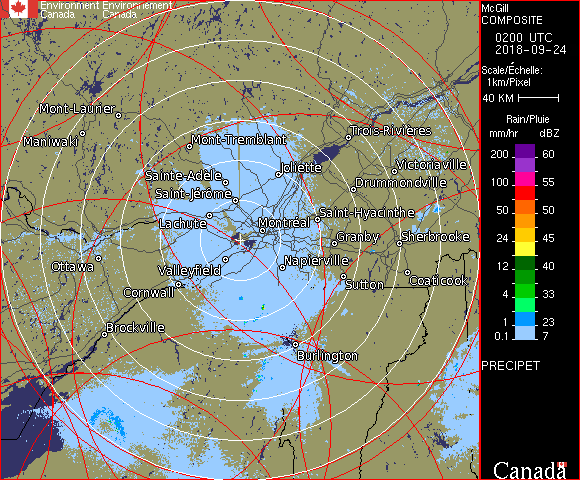 Environment Environnement
Canada Canada
McGill
COMPOSITE
0200 UTC
2018-09-24
Scale/Échelle:
1km/Pixel
40 KM
Rain/Pluie
mm/hr dBZ
200 60
100 55
50 50
24 45
12 40
8 33
4 28
1 23
0.1 7
PRECIPET
Canada
Mont-Laurier
Maniwaki
Mont-Tremblant
Trois-Rivières
Joliette
Victoriaville
Sainte-Adèle
Drummondville
Saint-Jérôme
Saint-Hyacinthe
Lachute
Montréal
Granby
Sherbrooke
Ottawa
Valleyfield
Napierville
Cornwall
Sutton
Coaticook
Brockville
Burlington